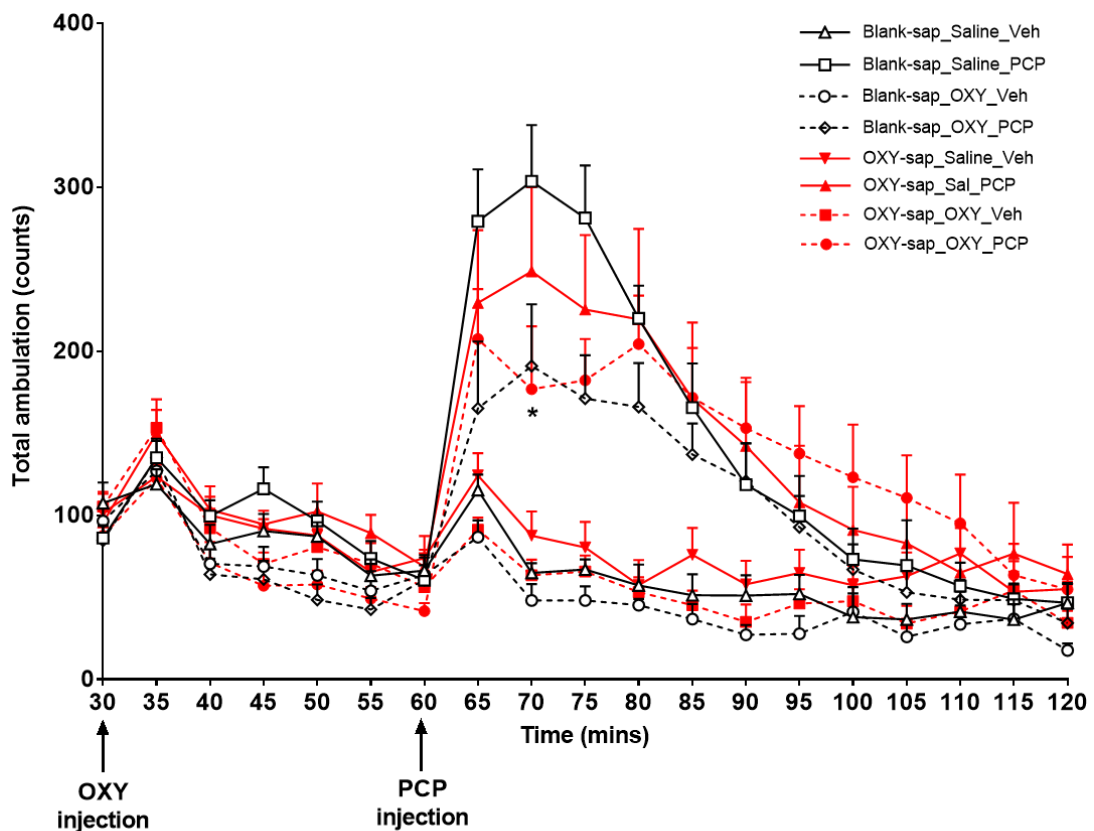 400
300
200
100
0
Total ambulation (counts)
Blank-sap_Saline_Veh
Blank-sap_Saline_PCP
Blank-sap_OXY_Veh
Blank-sap_OXY_PCP
OXY-sap_Saline_Veh
OXY-sap_Sal_PCP
OXY-sap_OXY_Veh
OXY-sap_OXY_PCP
*
30 35 40 45 50 55 60 65 70 75 80 85 90 95 100 105 110 115 120
Time (mins)
OXY
injection
PCP
injection